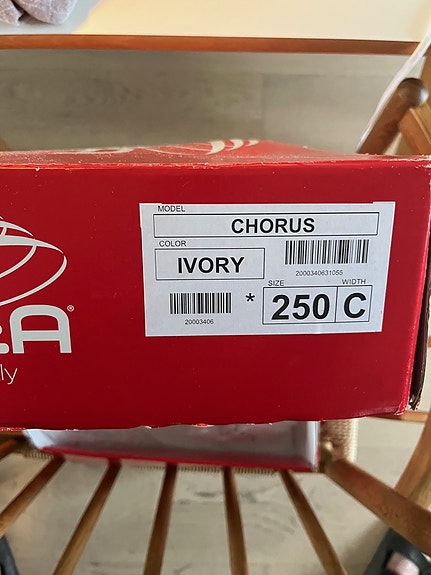 MODEL
CHORUS
COLOR
IVORY
2000340631055
SIZE WIDTH
20003406
* 250 C
.A®
ly